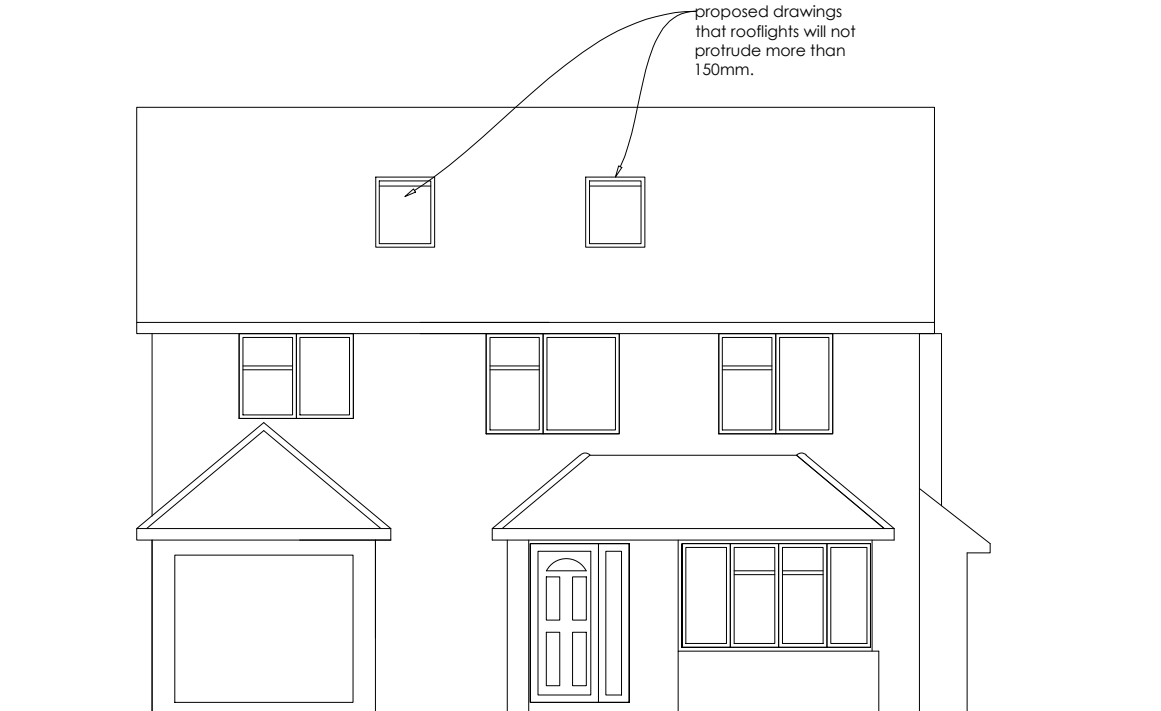 proposed drawings
that rooflights will not
protrude more than
150mm.